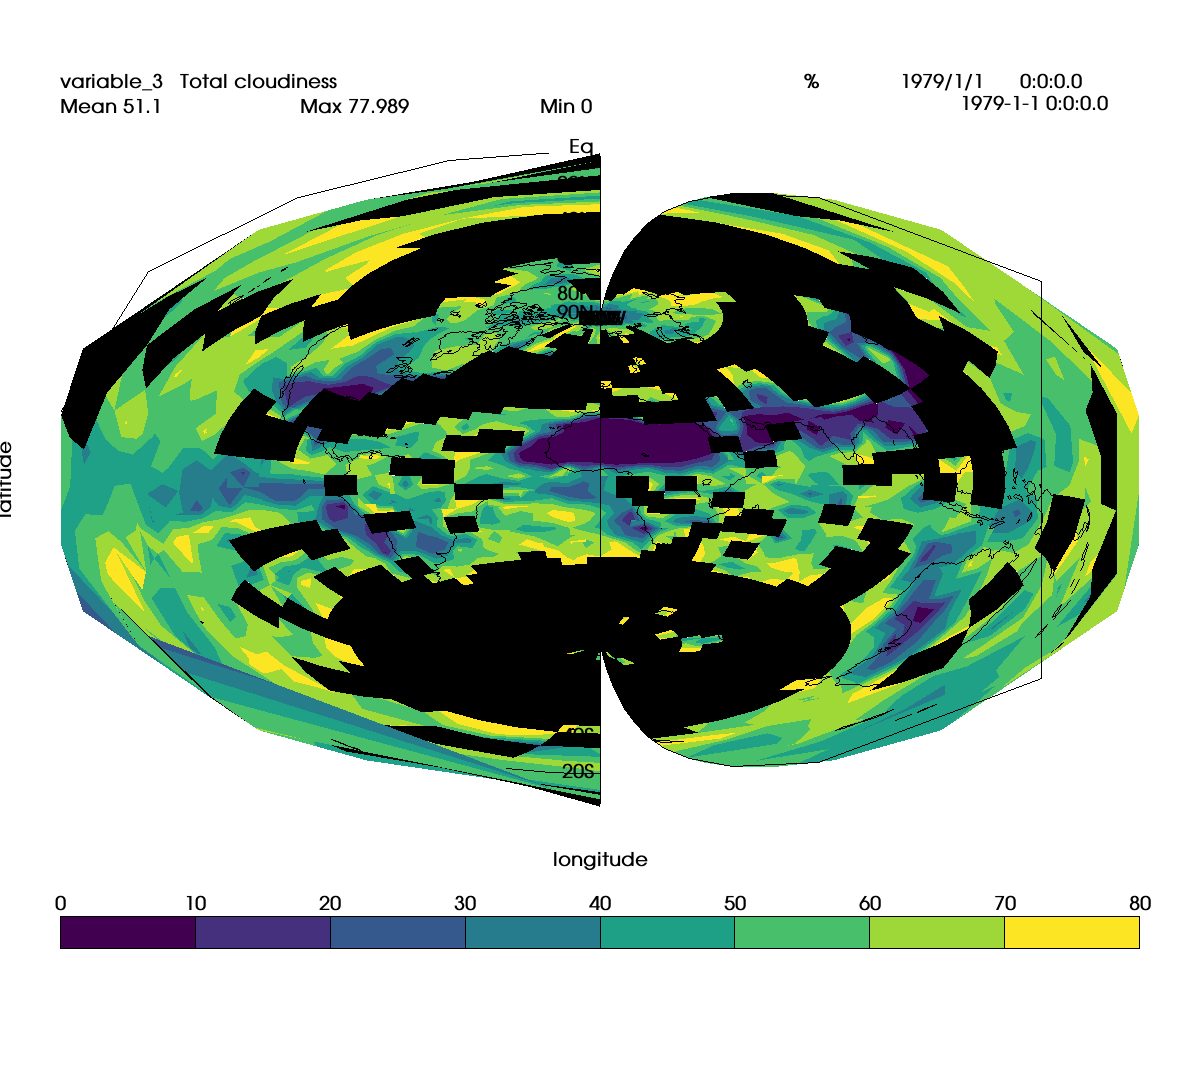 variable_3 Total cloudiness % 1979/1/1 0:0:0.0
Mean 51.1 Max 77.989 Min 0 1979-1-1 0:0:0.0
Eq
80N
90N
latitude
20S
longitude
0 10 20 30 40 50 60 70 80